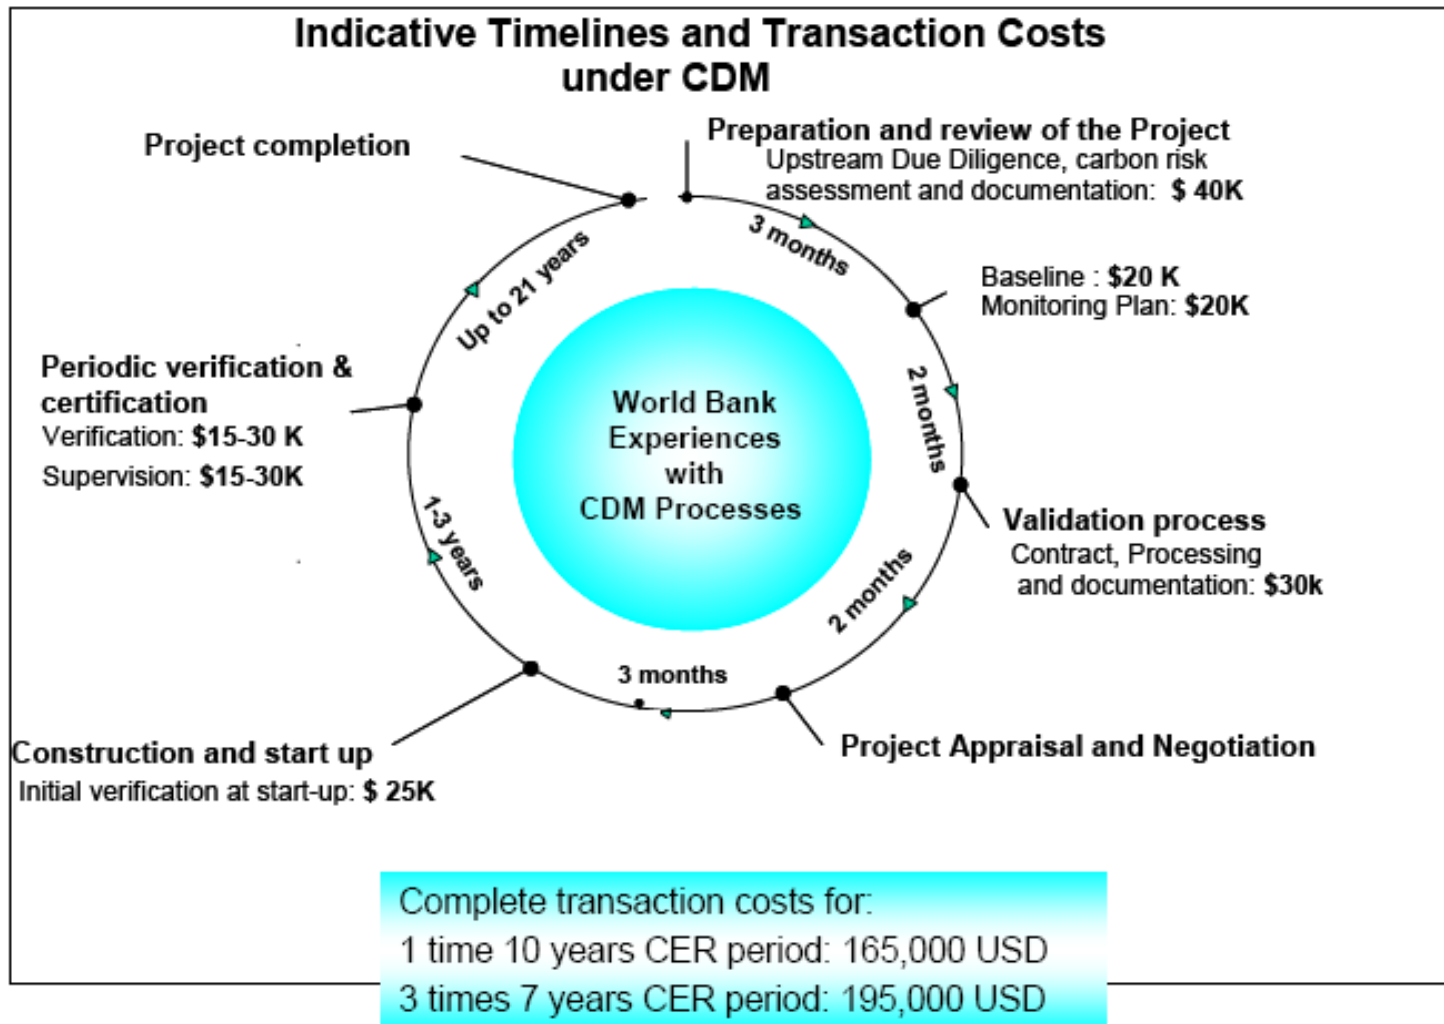 Indicative Timelines and Transaction Costs
under CDM
Project completion
Preparation and review of the Project
Upstream Due Diligence, carbon risk
assessment and documentation: $ 40K
3 months
Baseline : $20 K
Monitoring Plan: $20K
2 months
Validation process
Contract, Processing
and documentation: $30k
2 months
Project Appraisal and Negotiation
3 months
Construction and start up
Initial verification at start-up: $ 25K
1-3 years
Periodic verification &
certification
Verification: $15-30 K
Supervision: $15-30K
Up to 21 years
World Bank
Experiences
with
CDM Processes
Complete transaction costs for:
1 time 10 years CER period: 165,000 USD
3 times 7 years CER period: 195,000 USD